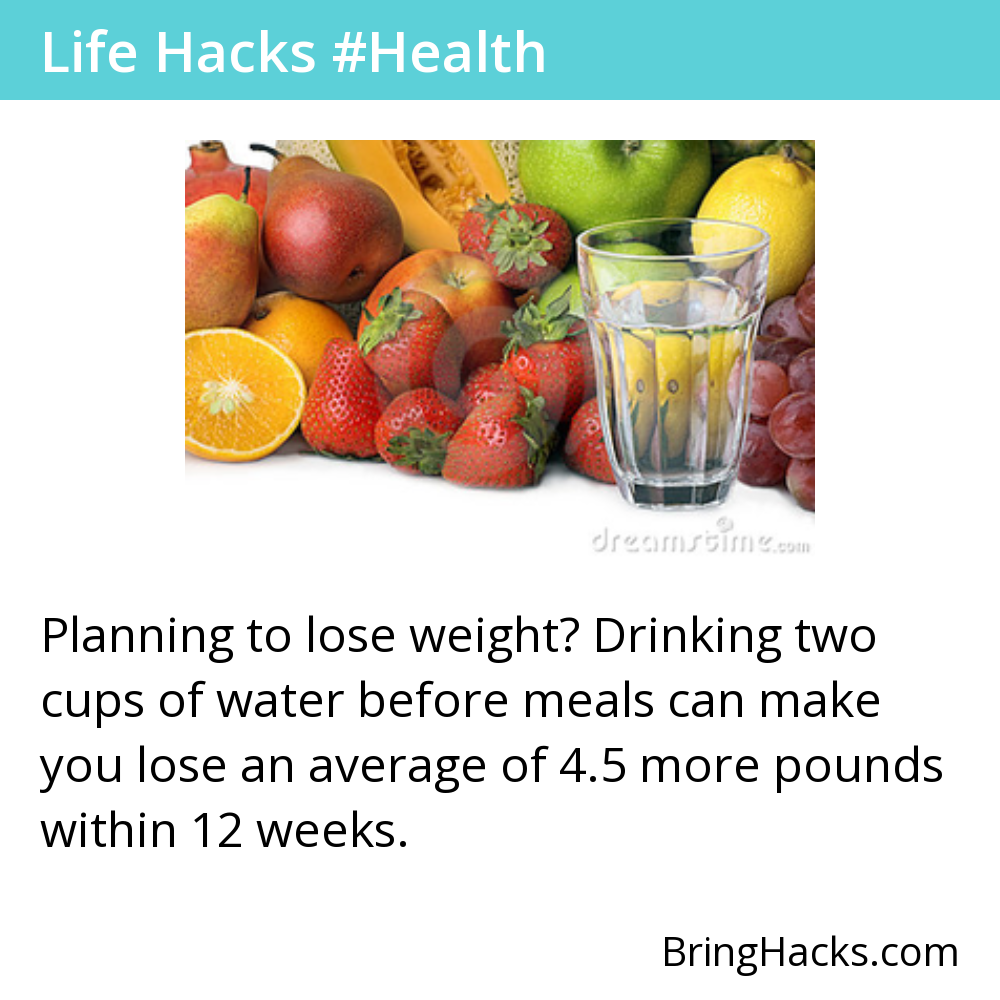 Life Hacks #Health
dreamstime.com
Planning to lose weight? Drinking two
cups of water before meals can make
you lose an average of 4.5 more pounds
within 12 weeks.
BringHacks.com